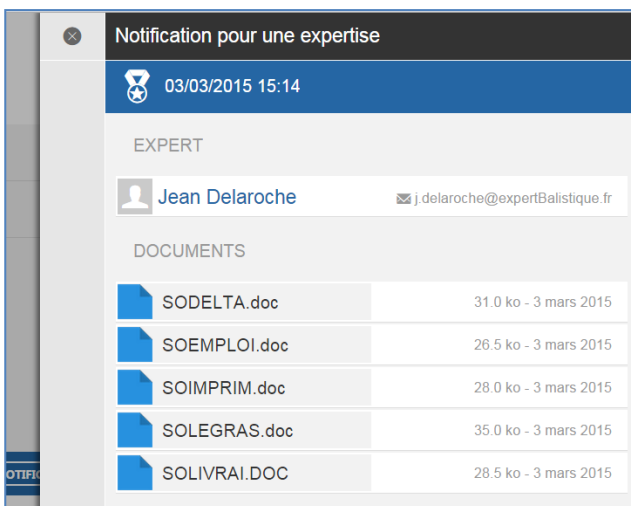 Notification pour une expertise
03/03/2015 15:14
EXPERT
Jean Delaroche j.delaroche@expertBalistique.fr
DOCUMENTS
SODELTA.doc 31.0 ko - 3 mars 2015
SOEMPLOI.doc 26.5 ko - 3 mars 2015
SOIMPRIM.doc 28.0 ko - 3 mars 2015
SOLEGRAS.doc 35.0 ko - 3 mars 2015
SOLIVRAI.DOC 28.5 ko - 3 mars 2015